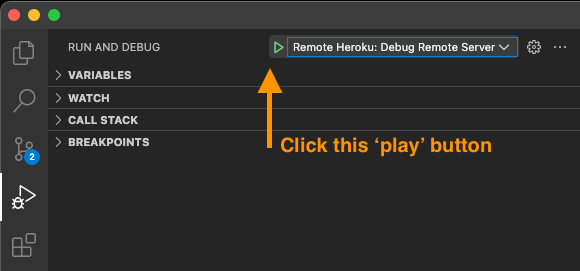 RUN AND DEBUG
Remote Heroku: Debug Remote Server
VARIABLES
WATCH
CALL STACK
BREAKPOINTS
Click this ‘play’ button
2